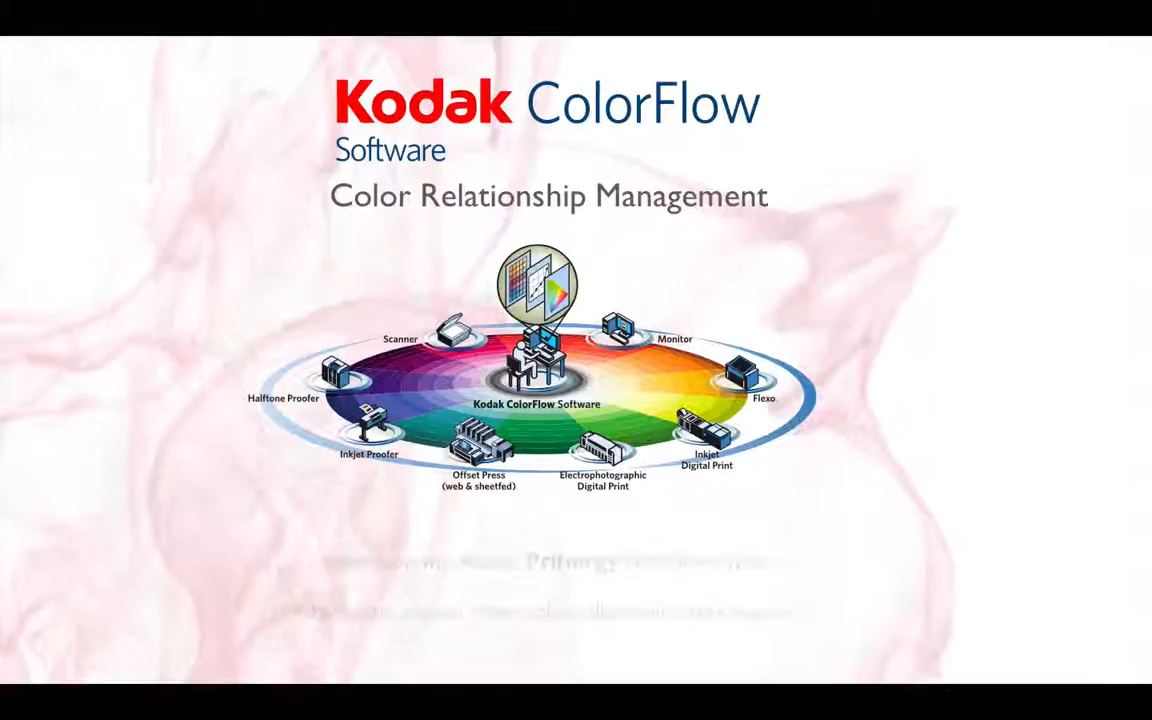 Kodak ColorFlow
Software
Color Relationship Management
Scanner
Monitor
Halftone Proofer
Kodak ColorFlow Software
Flexo
Inkjet Proofer
Inkjet
Digital Print
Offset Press
(web & sheetfed)
Electrophotographic
Digital Print